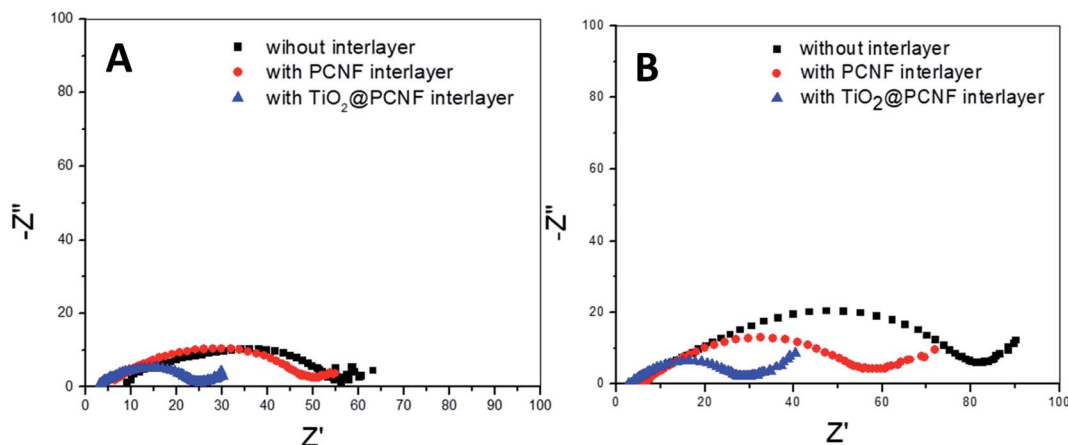 A
wihout interlayer
with PCNF interlayer
with TiO₂@PCNF interlayer
100
80
60
40
20
0
-Z''
0 10 20 30 40 50 60 70 80 90 100
Z'
B
without interlayer
with PCNF interlayer
with TiO₂@PCNF interlayer
100
80
60
40
20
0
-Z''
0 20 40 60 80 100
Z'